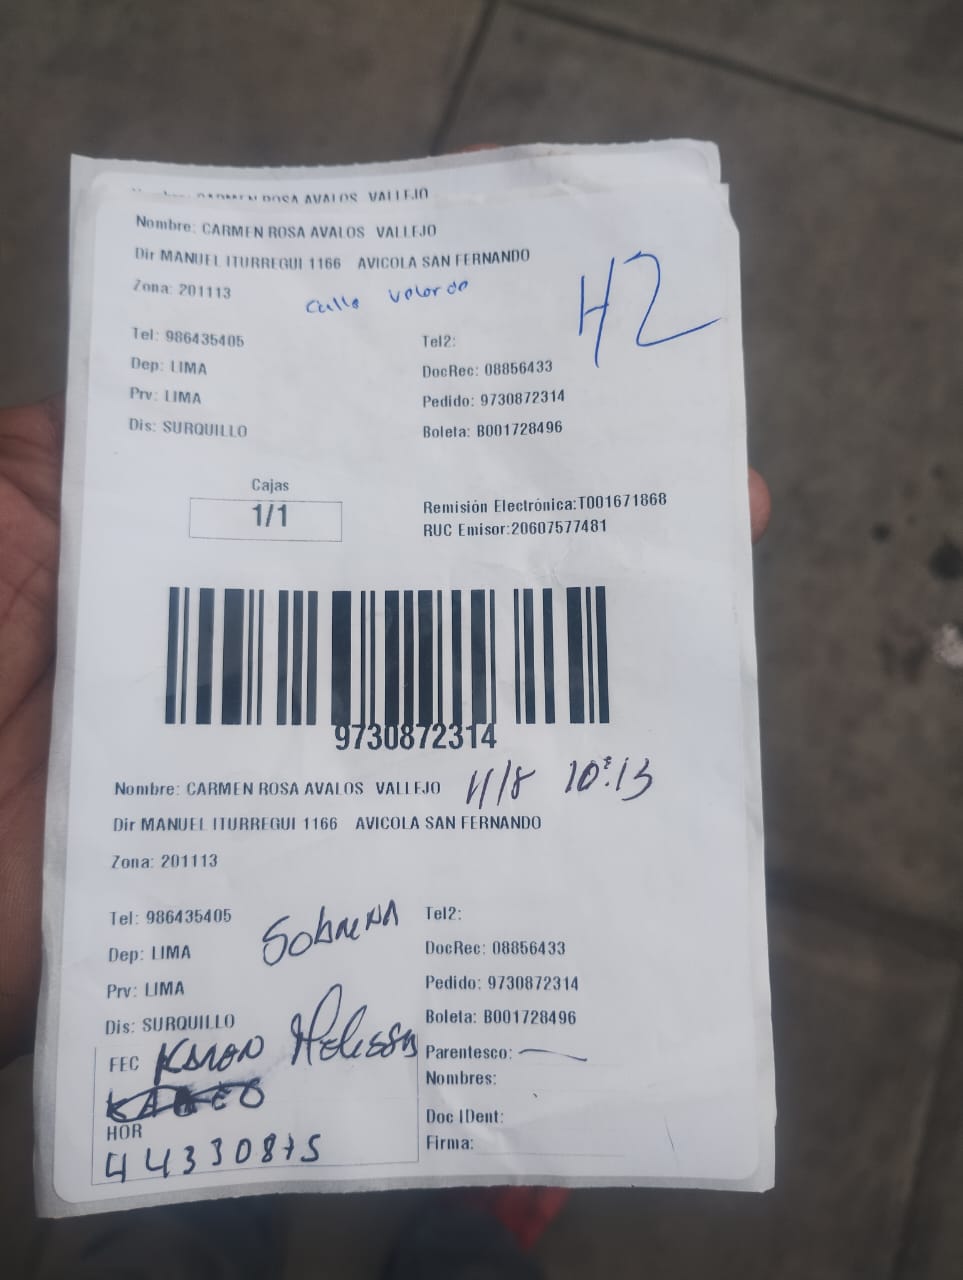 AVALOS VALLEJO
Nombre: CARMEN ROSA AVALOS VALLEJO
Dir MANUEL ITURREGUI 1166 AVICOLA SAN FERNANDO
Zona: 201113
Calle
H2
Tel: 986435405 Tel2:
Dep: LIMA DocRec: 08856433
Prv: LIMA Pedido: 9730872314
Dis: SURQUILLO Boleta: B001728496
Cajas
1/1
Remisión Electrónica:T001671868
RUC Emisor:20607577481
9730872314
Nombre: CARMEN ROSA AVALOS VALLEJO 11/8 10:13
Dir MANUEL ITURREGUI 1166 AVICOLA SAN FERNANDO
Zona: 201113
Tel: 986435405 Sobrina Tel2:
Dep: LIMA DocRec: 08856433
Prv: LIMA Pedido: 9730872314
Dis: SURQUILLO Boleta: B001728496
FEC Karen Melissa Parentesco:
Nombres:
HOR Doc IDent:
44330875 Firma: